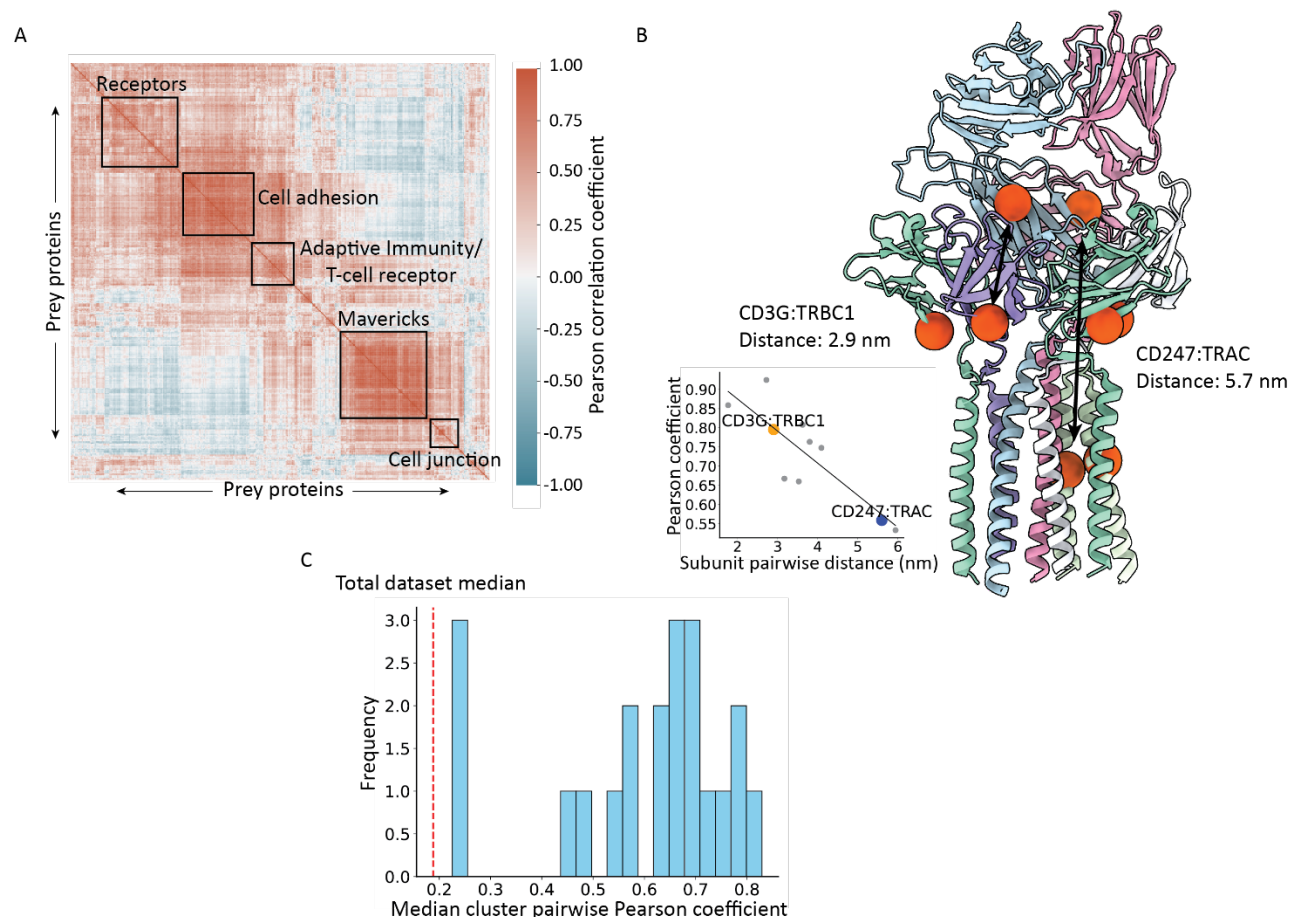 A
Receptors
Cell adhesion
Adaptive Immunity/
T-cell receptor
Mavericks
Cell junction
Prey proteins
Prey proteins
1.00
0.75
0.50
0.25
0.00
-0.25
-0.50
-0.75
-1.00
Pearson correlation coefficient
B
CD3G:TRBC1
Distance: 2.9 nm
CD247:TRAC
Distance: 5.7 nm
0.90
0.85
0.80
0.75
0.70
0.65
0.60
0.55
Pearson coefficient
CD3G:TRBC1
CD247:TRAC
2 3 4 5 6
Subunit pairwise distance (nm)
C
Total dataset median
3.0
2.5
2.0
1.5
1.0
0.5
0.0
Frequency
0.2 0.3 0.4 0.5 0.6 0.7 0.8
Median cluster pairwise Pearson coefficient